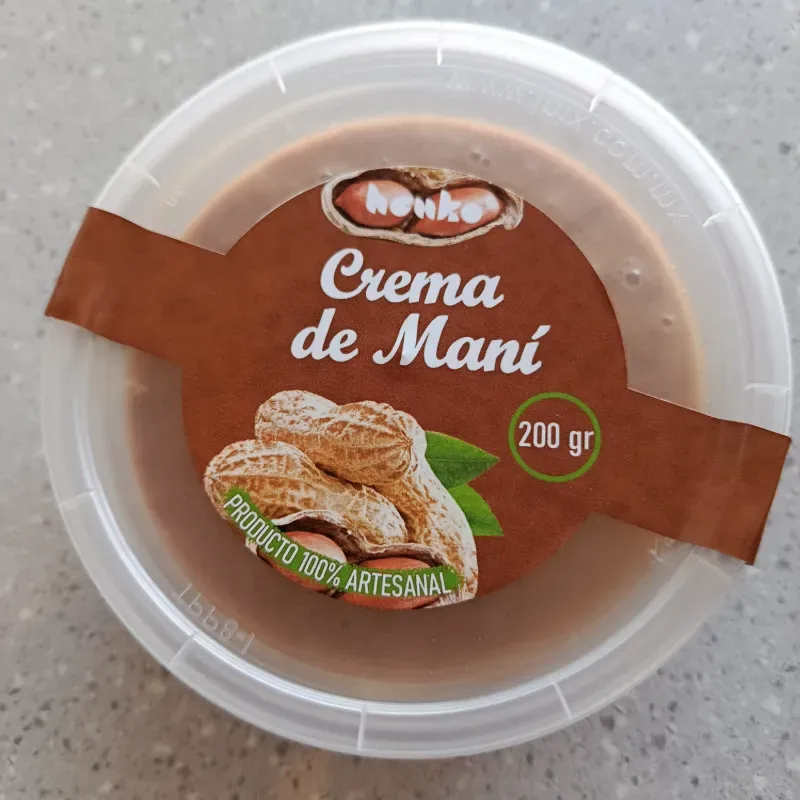 henko
Crema
de Maní
200 gr
PRODUCTO 100% ARTESANAL